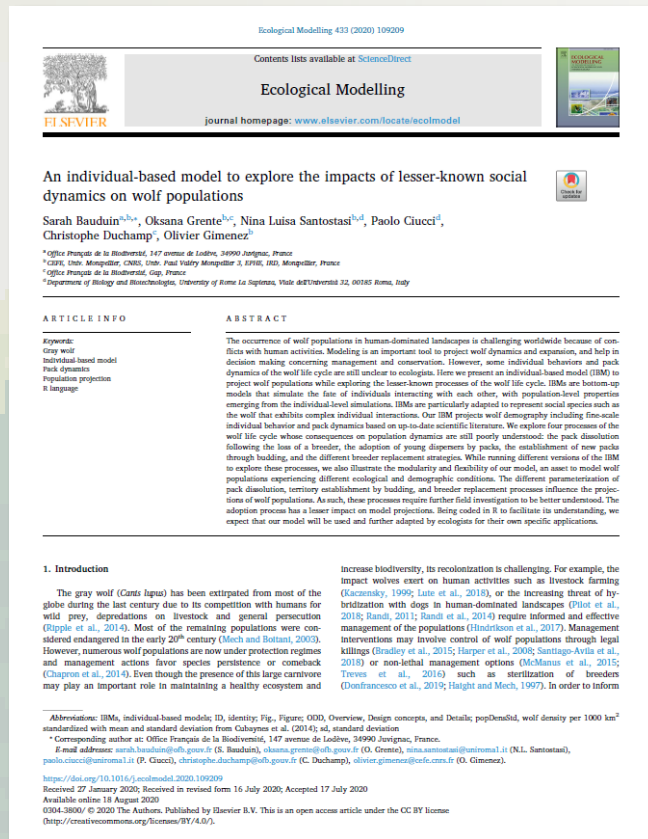 Ecological Modelling 433 (2020) 109209
Contents lists available at ScienceDirect
Ecological Modelling
journal homepage: www.elsevier.com/locate/ecolmodel
ELSEVIER
ECOLOGICAL
MODELLING
An individual-based model to explore the impacts of lesser-known social
dynamics on wolf populations
Check for
updates
Sarah Bauduin a,b,*, Oksana Grente b,c, Nina Luisa Santostasi b,d, Paolo Ciucci d,
Christophe Duchamp c, Olivier Gimenez b
a Office Français de la Biodiversité, 147 avenue de Lodève, 34990 Juvignac, France
b CEFE, Univ. Montpellier, CNRS, Univ. Paul Valéry Montpellier 3, EPHE, IRD, Montpellier, France
c Office Français de la Biodiversité, Gap, France
d Department of Biology and Biotechnologies, University of Rome La Sapienza, Viale dell'Università 32, 00185 Roma, Italy
ARTICLE INFO
Keywords:
Gray wolf
Individual-based model
Pack dynamics
Population projection
R language
ABSTRACT
The occurrence of wolf populations in human-dominated landscapes is challenging worldwide because of con-
flicts with human activities. Modeling is an important tool to project wolf dynamics and expansion, and help in
decision making concerning management and conservation. However, some individual behaviors and pack
dynamics of the wolf life cycle are still unclear to ecologists. Here we present an individual-based model (IBM) to
project wolf populations while exploring the lesser-known processes of the wolf life cycle. IBMs are bottom-up
models that simulate the fate of individuals interacting with each other, with population-level properties
emerging from the individual-level simulations. IBMs are particularly adapted to represent social species such as
the wolf that exhibits complex individual interactions. Our IBM projects wolf demography including fine-scale
individual behavior and pack dynamics based on up-to-date scientific literature. We explore four processes of the
wolf life cycle whose consequences on population dynamics are still poorly understood: the pack dissolution
following the loss of a breeder, the adoption of young dispersers by packs, the establishment of new packs
through budding, and the different breeder replacement strategies. While running different versions of the IBM
to explore these processes, we also illustrate the modularity and flexibility of our model, an asset to model wolf
populations experiencing different ecological and demographic conditions. The different parameterization of
pack dissolution, territory establishment by budding, and breeder replacement processes influence the projec-
tions of wolf populations. As such, these processes require further field investigation to be better understood. The
adoption process has a lesser impact on model projections. Being coded in R to facilitate its understanding, we
expect that our model will be used and further adapted by ecologists for their own specific applications.
1. Introduction
The gray wolf (Canis lupus) has been extirpated from most of the
globe during the last century due to its competition with humans for
wild prey, depredations on livestock and general persecution
(Ripple et al., 2014). Most of the remaining populations were con-
sidered endangered in the early 20th century (Mech and Boitani, 2003).
However, numerous wolf populations are now under protection regimes
and management actions favor species persistence or comeback
(Chapron et al., 2014). Even though the presence of this large carnivore
may play an important role in maintaining a healthy ecosystem and
increase biodiversity, its recolonization is challenging. For example, the
impact wolves exert on human activities such as livestock farming
(Kaczensky, 1999; Lute et al., 2018), or the increasing threat of hy-
bridization with dogs in human-dominated landscapes (Pilot et al.,
2018; Randi, 2011; Randi et al., 2014) require informed and effective
management of the populations (Hindrikson et al., 2017). Management
interventions may involve control of wolf populations through legal
killings (Bradley et al., 2015; Harper et al., 2008; Santiago-Avila et al.,
2018) or non-lethal management options (McManus et al., 2015;
Treves et al., 2016) such as sterilization of breeders
(Donfrancesco et al., 2019; Haight and Mech, 1997). In order to inform
Abbreviations: IBMs, individual-based models; ID, identity; Fig., Figure; ODD, Overview, Design concepts, and Details; popDensStd, wolf density per 1000 km2
standardized with mean and standard deviation from Cubaynes et al. (2014); sd, standard deviation
* Corresponding author at: Office Français de la Biodiversité, 147 avenue de Lodève, 34990 Juvignac, France.
E-mail addresses: sarah.bauduin@ofb.gouv.fr (S. Bauduin), oksana.grente@ofb.gouv.fr (O. Grente), nina.santostasi@uniroma1.it (N.L. Santostasi),
paolo.ciucci@uniroma1.it (P. Ciucci), christophe.duchamp@ofb.gouv.fr (C. Duchamp), olivier.gimenez@cefe.cnrs.fr (O. Gimenez).
https://doi.org/10.1016/j.ecolmodel.2020.109209
Received 27 January 2020; Received in revised form 16 July 2020; Accepted 17 July 2020
Available online 18 August 2020
0304-3800/ © 2020 The Authors. Published by Elsevier B.V. This is an open access article under the CC BY license
(http://creativecommons.org/licenses/BY/4.0/).